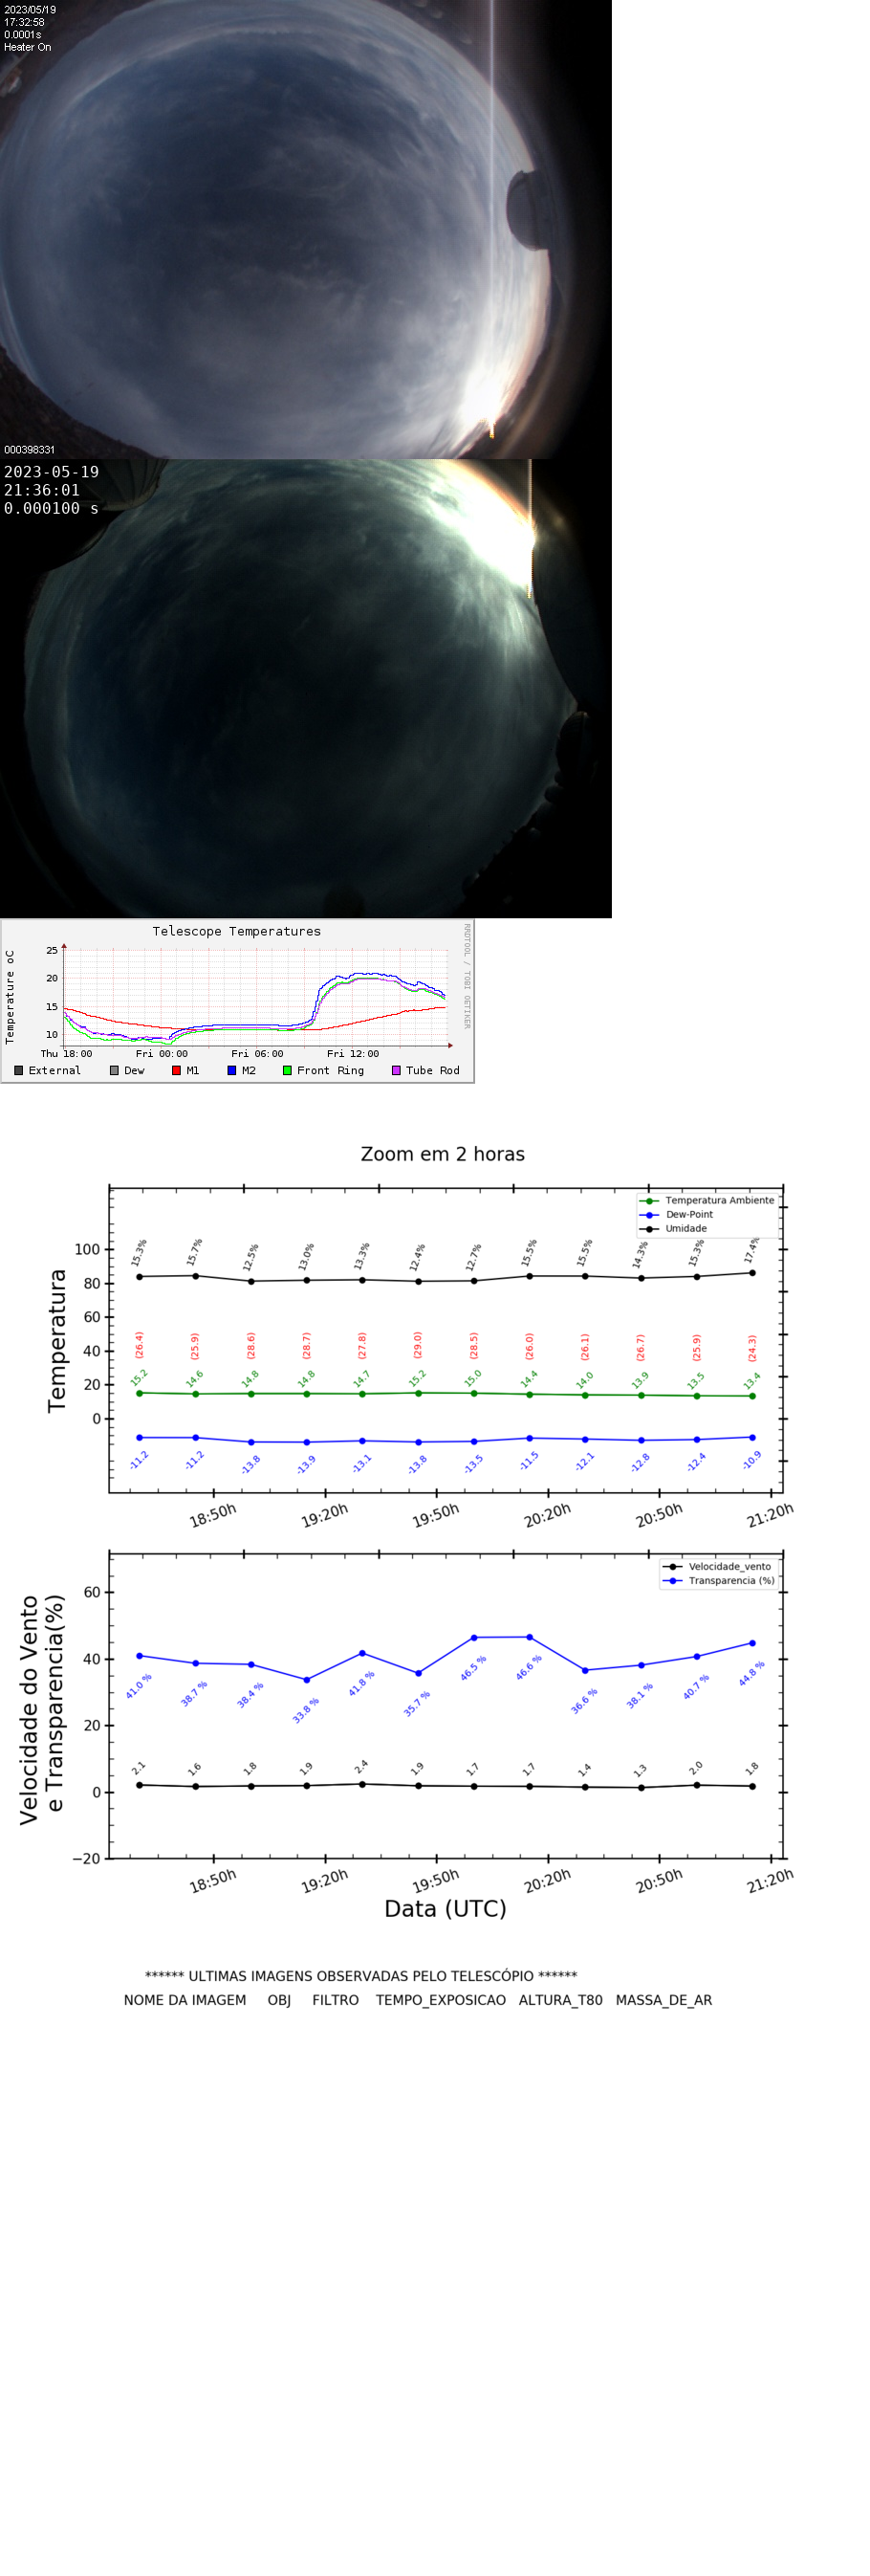 2023/05/19
17:32:58
0.0001s
Heater On
000398331
2023-05-19
21:36:01
0.000100 s
Telescope Temperatures
RRDTOOL / TOBI OETIKER
Temperature oC
25
20
15
10
Thu 18:00 Fri 00:00 Fri 06:00 Fri 12:00
External Dew M1 M2 Front Ring Tube Rod
Zoom em 2 horas
Temperatura Ambiente
Dew-Point
Umidade
Temperatura
100
80
60
40
20
0
15.3% 15.7% 12.5% 13.0% 13.3% 12.4% 12.7% 15.5% 15.5% 14.3% 15.3% 17.4%
(26.4) (25.9) (28.6) (28.7) (27.8) (29.0) (28.5) (26.0) (26.1) (26.7) (25.9) (24.3)
15.2 14.6 14.8 14.8 14.7 15.2 15.0 14.4 14.0 13.9 13.5 13.4
-11.2 -11.2 -13.8 -13.9 -13.1 -13.8 -13.5 -11.5 -12.1 -12.8 -12.4 -10.9
18:50h 19:20h 19:50h 20:20h 20:50h 21:20h
Velocidade_vento
Transparencia (%)
Velocidade do Vento
e Transparencia(%)
60
40
20
0
−20
41.0 % 38.7 % 38.4 % 33.8 % 41.8 % 35.7 % 46.5 % 46.6 % 36.6 % 38.1 % 40.7 % 44.8 %
2.1 1.6 1.8 1.9 2.4 1.9 1.7 1.7 1.4 1.3 2.0 1.8
18:50h 19:20h 19:50h 20:20h 20:50h 21:20h
Data (UTC)
****** ULTIMAS IMAGENS OBSERVADAS PELO TELESCÓPIO ******
NOME DA IMAGEM OBJ FILTRO TEMPO_EXPOSICAO ALTURA_T80 MASSA_DE_AR